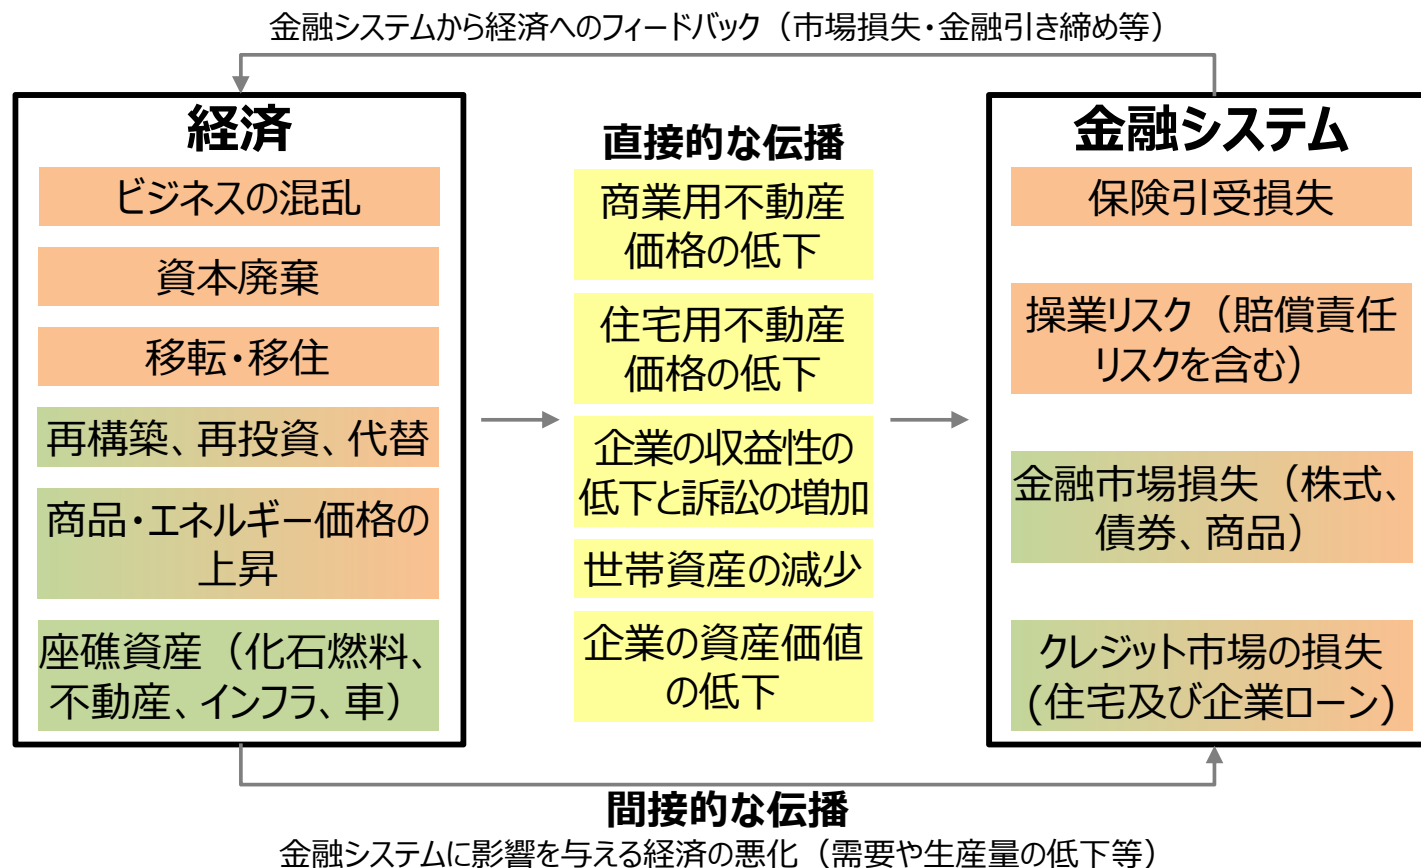 金融システムから経済へのフィードバック（市場損失・金融引き締め等）
経済
ビジネスの混乱
資本廃棄
移転・移住
再構築、再投資、代替
商品・エネルギー価格の
上昇
座礁資産（化石燃料、
不動産、インフラ、車）
直接的な伝播
商業用不動産
価格の低下
住宅用不動産
価格の低下
企業の収益性の
低下と訴訟の増加
世帯資産の減少
企業の資産価値
の低下
金融システム
保険引受損失
操業リスク（賠償責任
リスクを含む）
金融市場損失（株式、
債券、商品）
クレジット市場の損失
(住宅及び企業ローン)
間接的な伝播
金融システムに影響を与える経済の悪化（需要や生産量の低下等）